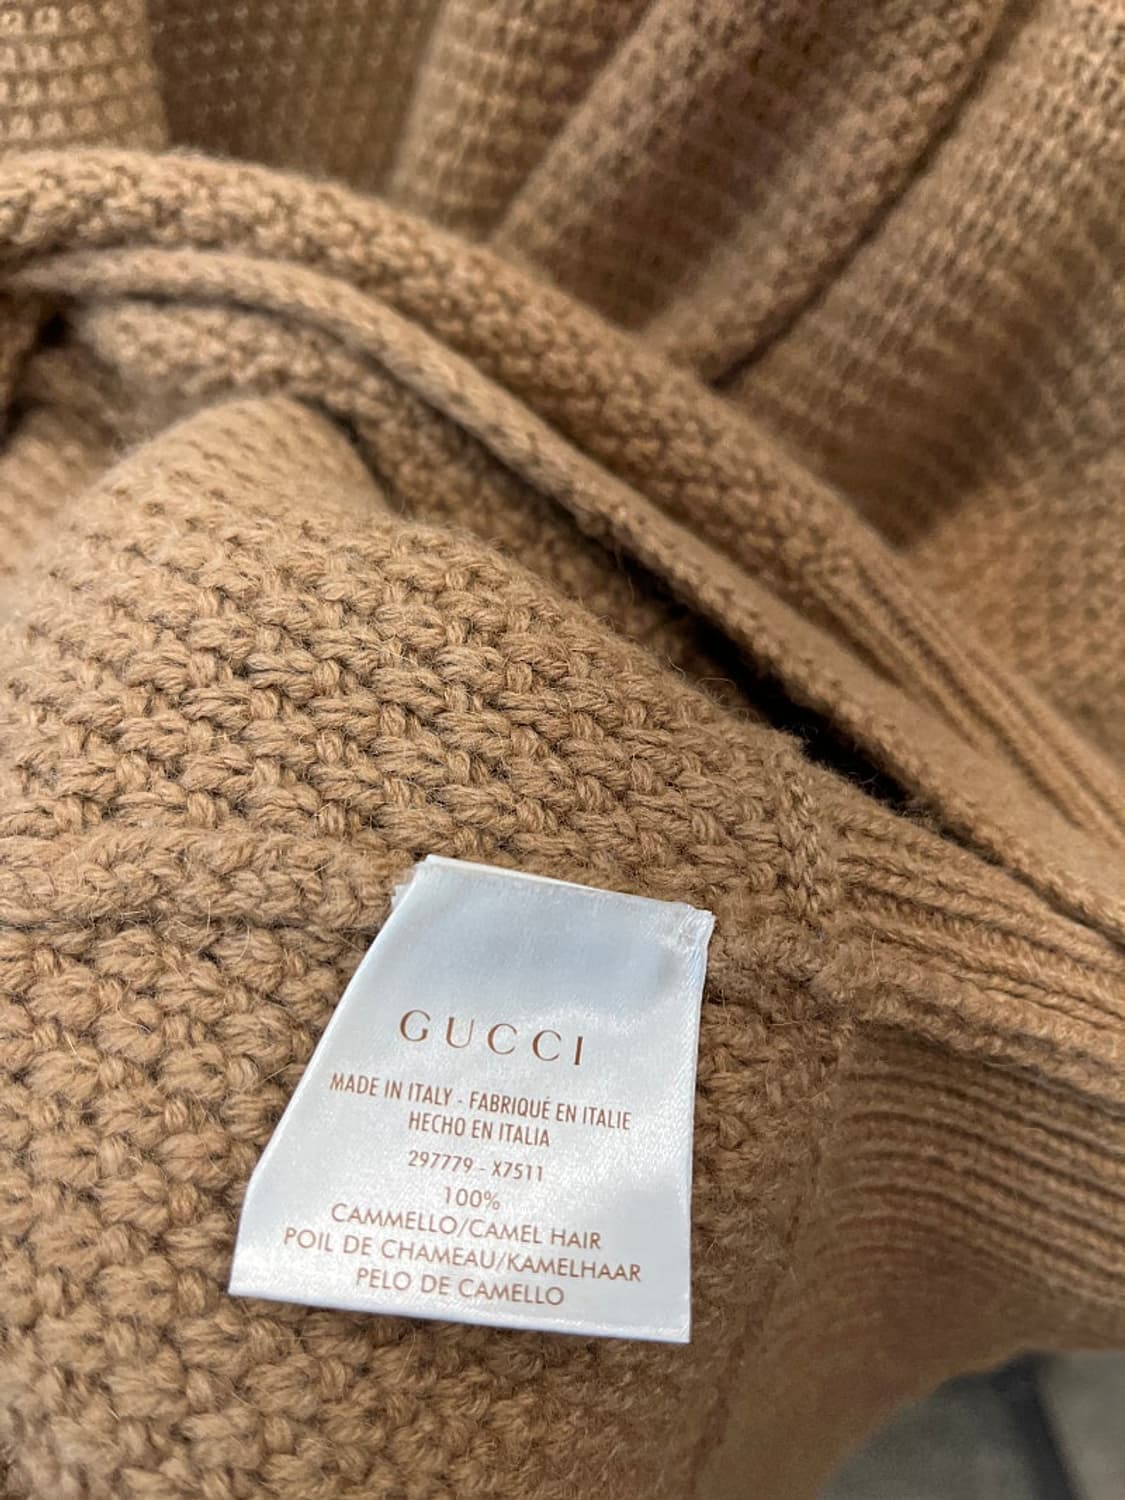 GUCCI
MADE IN ITALY - FABRIQUÉ EN ITALIE
HECHO EN ITALIA
297779 - X7511
100%
CAMMELLO/CAMEL HAIR
POIL DE CHAMEAU/KAMELHAAR
PELO DE CAMELLO